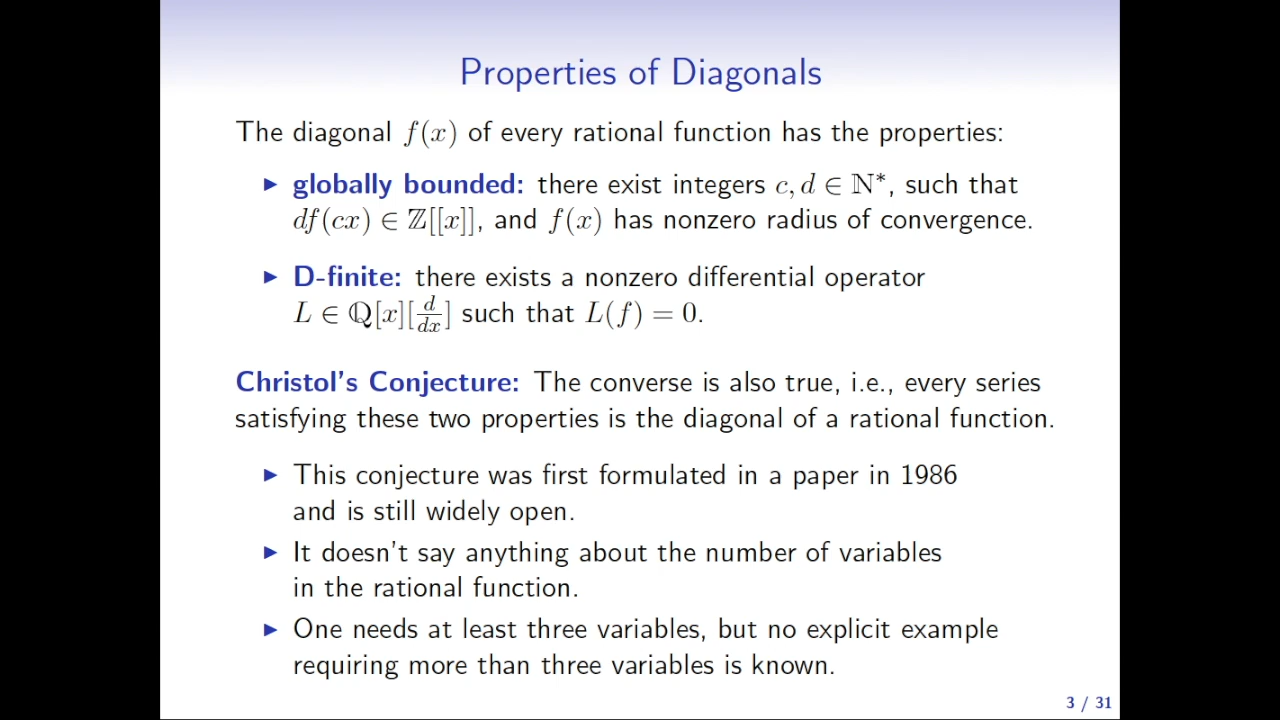 Properties of Diagonals
The diagonal f(x) of every rational function has the properties:
▶ globally bounded: there exist integers c, d ∈ ℕ*, such that
df(cx) ∈ ℤ[[x]], and f(x) has nonzero radius of convergence.
▶ D-finite: there exists a nonzero differential operator
L ∈ ℚ[x][d/dx] such that L(f) = 0.
Christol's Conjecture: The converse is also true, i.e., every series
satisfying these two properties is the diagonal of a rational function.
▶ This conjecture was first formulated in a paper in 1986
and is still widely open.
▶ It doesn't say anything about the number of variables
in the rational function.
▶ One needs at least three variables, but no explicit example
requiring more than three variables is known.
3 / 31